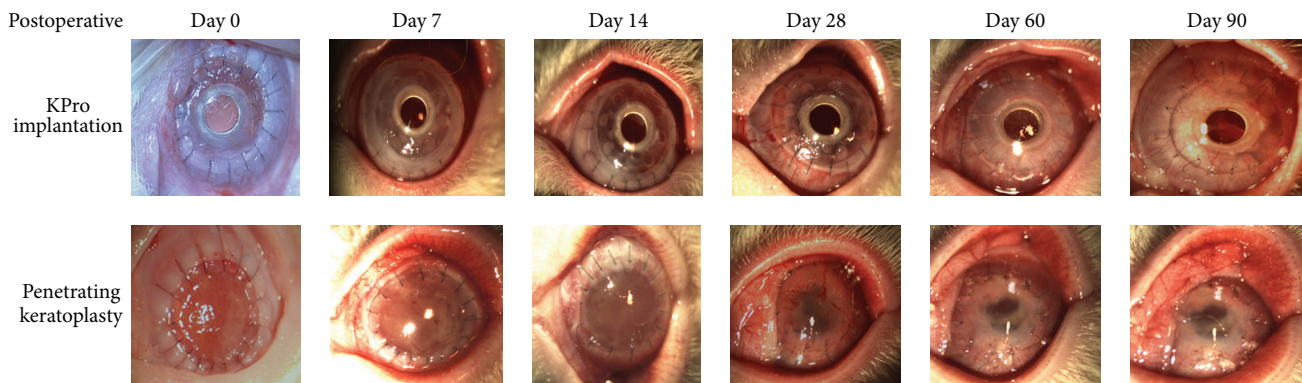 Postoperative Day 0 Day 7 Day 14 Day 28 Day 60 Day 90
KPro
implantation
Penetrating
keratoplasty